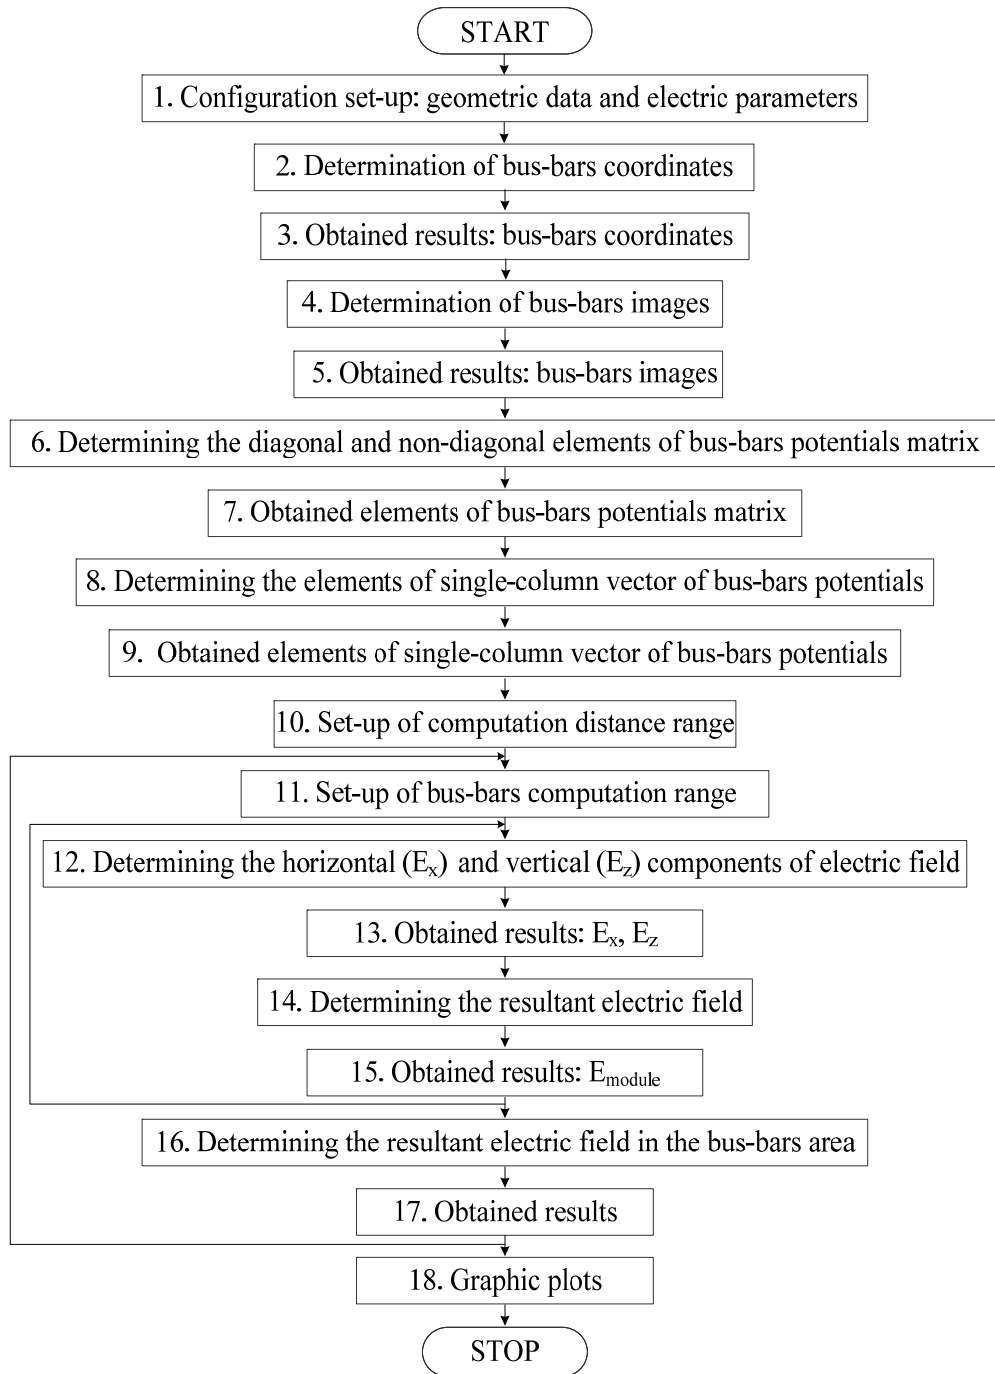 START
1. Configuration set-up: geometric data and electric parameters
2. Determination of bus-bars coordinates
3. Obtained results: bus-bars coordinates
4. Determination of bus-bars images
5. Obtained results: bus-bars images
6. Determining the diagonal and non-diagonal elements of bus-bars potentials matrix
7. Obtained elements of bus-bars potentials matrix
8. Determining the elements of single-column vector of bus-bars potentials
9. Obtained elements of single-column vector of bus-bars potentials
10. Set-up of computation distance range
11. Set-up of bus-bars computation range
12. Determining the horizontal (Ex) and vertical (Ez) components of electric field
13. Obtained results: Ex, Ez
14. Determining the resultant electric field
15. Obtained results: Emodule
16. Determining the resultant electric field in the bus-bars area
17. Obtained results
18. Graphic plots
STOP